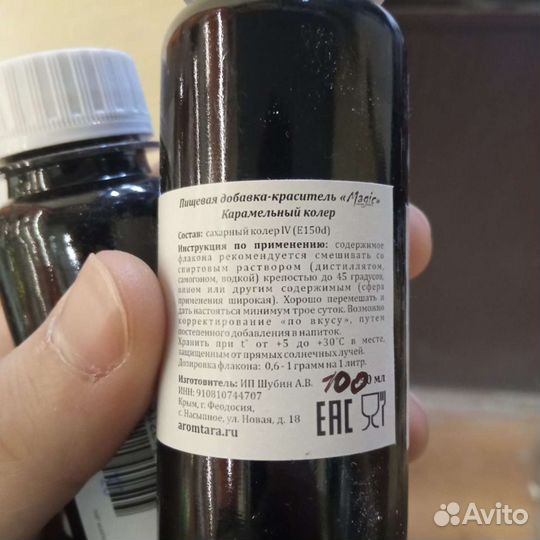 Пищевая добавка-краситель «Magic»
Карамельный колер
Состав: сахарный колер IV (E150d)
Инструкция по применению: содержимое
флакона рекомендуется смешивать со
спиртовым раствором (дистиллятом,
самогоном, водкой) крепостью до 45 градусов,
вином или другим содержимым (сфера
применения широкая). Хорошо перемешать и
дать настояться минимум трое суток. Возможно
корректирование «по вкусу», путем
постепенного добавления в напиток.
Хранить при t° от +5 до +30°С в месте,
защищенном от прямых солнечных лучей.
Дозировка флакона: 0,6 - 1 грамм на 1 литр.
Изготовитель: ИП Шубин А.В. 100 мл
ИНН: 910810744707
Крым, г. Феодосия,
с. Насыпное, ул. Новая, д. 18
aromtara.ru
EAC
Avito